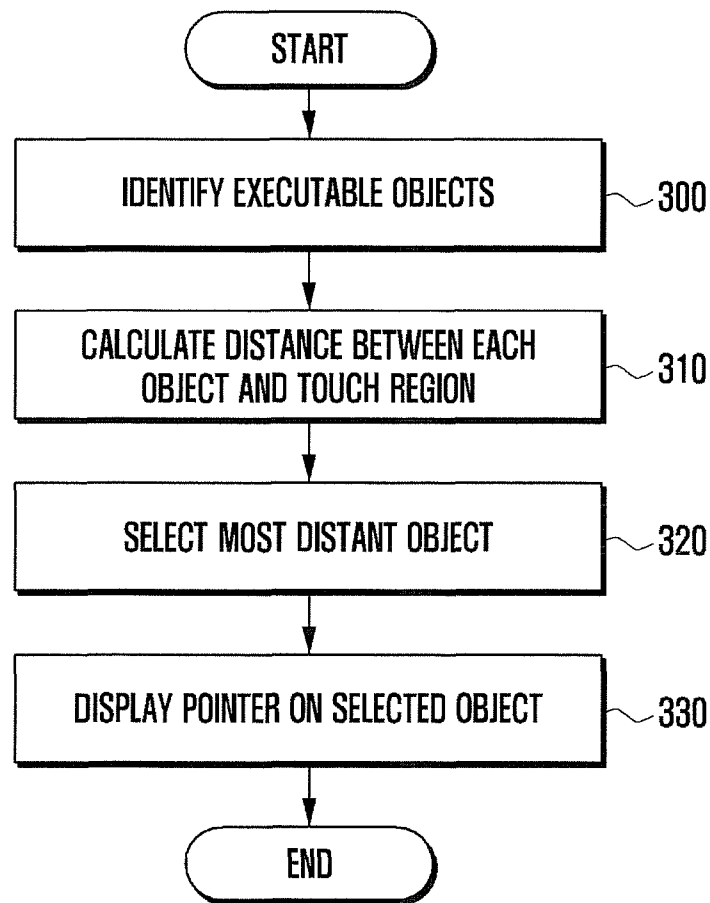 START
IDENTIFY EXECUTABLE OBJECTS
300
CALCULATE DISTANCE BETWEEN EACH
OBJECT AND TOUCH REGION
310
SELECT MOST DISTANT OBJECT
320
DISPLAY POINTER ON SELECTED OBJECT
330
END